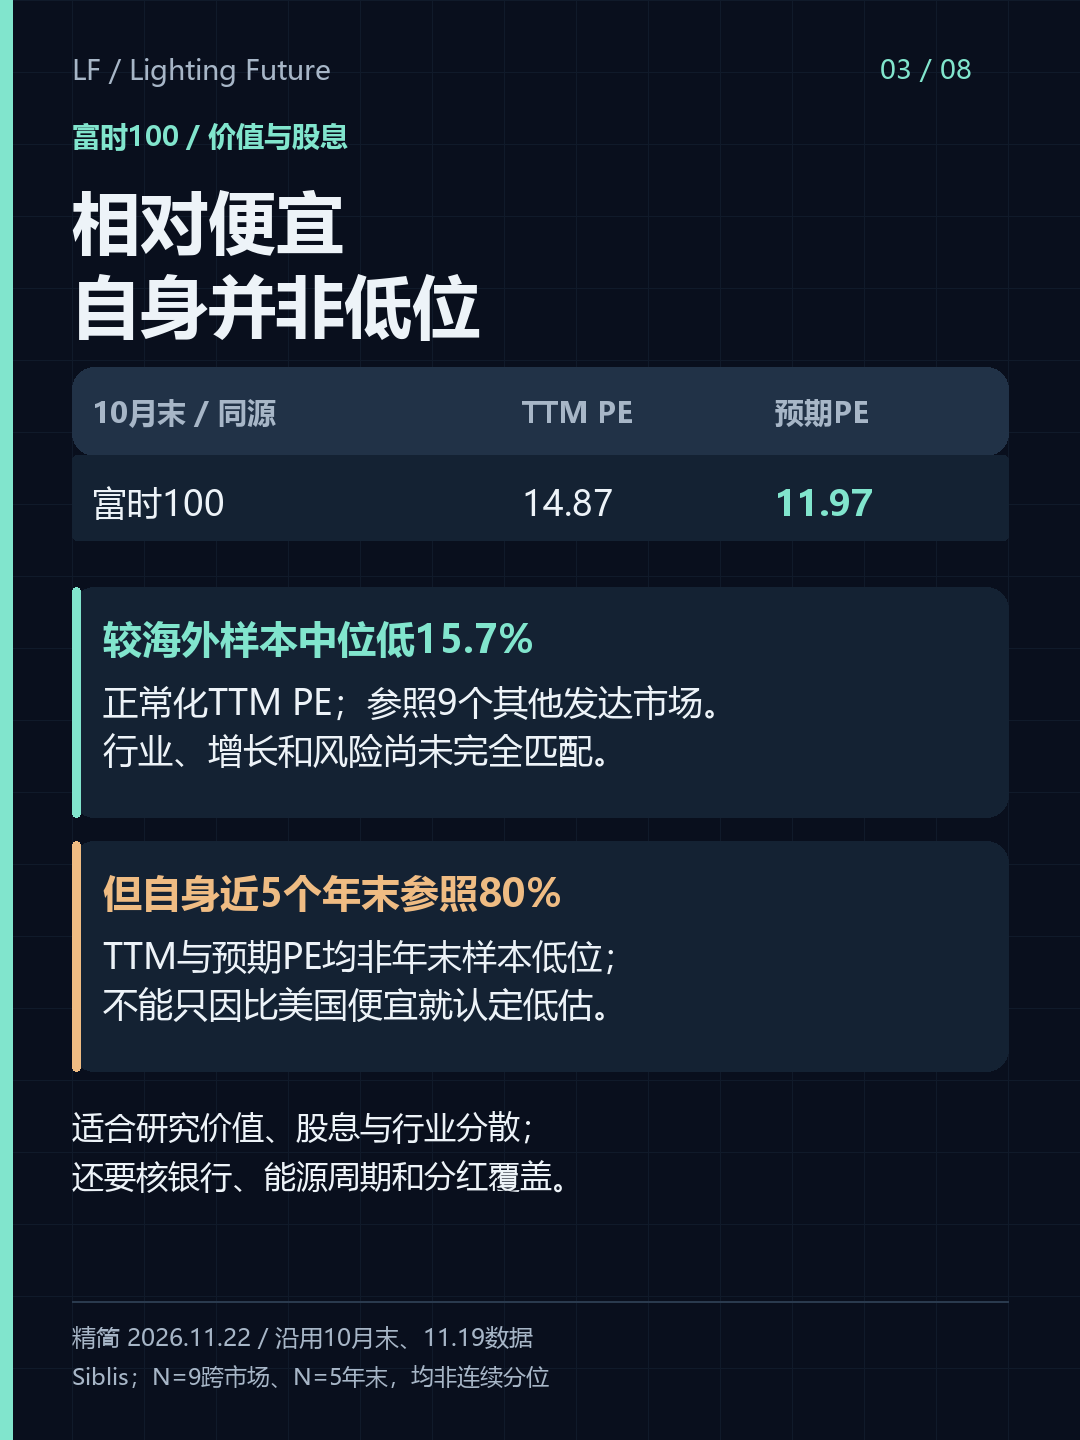 LF / Lighting Future
03 / 08
富时100 / 价值与股息
相对便宜
自身并非低位
10月末 / 同源 TTM PE 预期PE
富时100 14.87 11.97
较海外样本中位低15.7%
正常化TTM PE；参照9个其他发达市场。
行业、增长和风险尚未完全匹配。
但自身近5个年末参照80%
TTM与预期PE均非年末样本低位；
不能只因比美国便宜就认定低估。
适合研究价值、股息与行业分散；
还要核银行、能源周期和分红覆盖。
精简 2026.11.22 / 沿用10月末、11.19数据
Siblis；N=9跨市场、N=5年末，均非连续分位